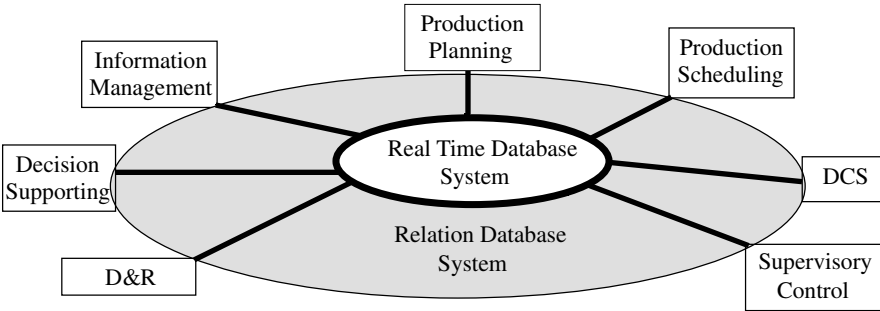 Production
Planning
Information
Management
Production
Scheduling
Real Time Database
System
Decision
Supporting
DCS
Relation Database
System
D&R
Supervisory
Control